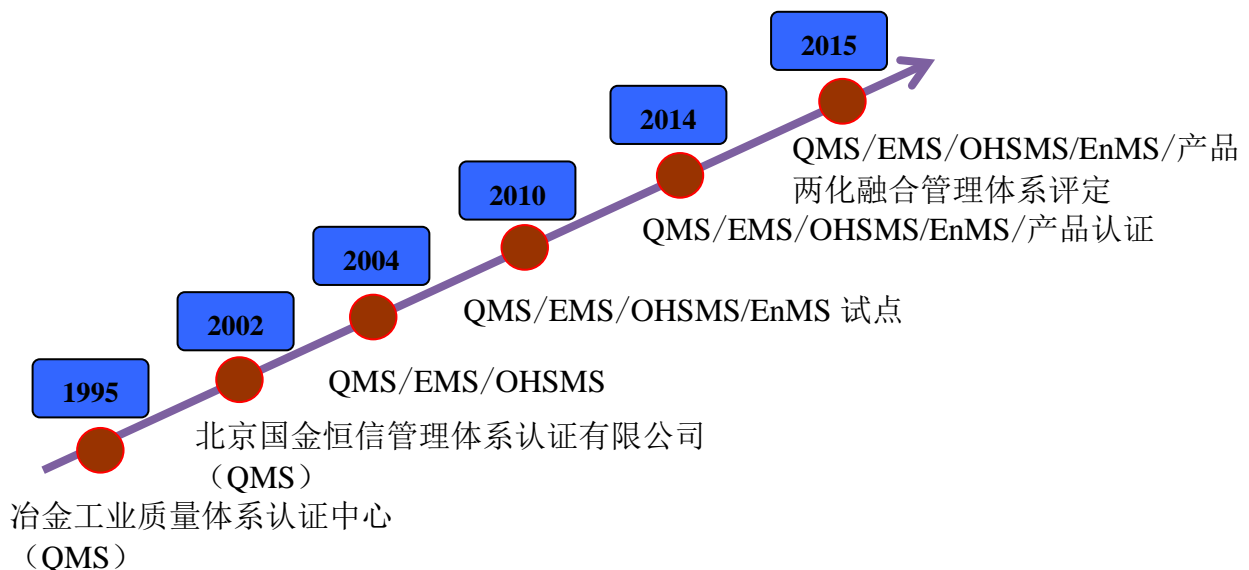 2015
2014
QMS/EMS/OHSMS/EnMS/产品
两化融合管理体系评定
2010
QMS/EMS/OHSMS/EnMS/产品认证
2004
QMS/EMS/OHSMS/EnMS 试点
2002
QMS/EMS/OHSMS
1995
北京国金恒信管理体系认证有限公司
（QMS）
冶金工业质量体系认证中心
（QMS）